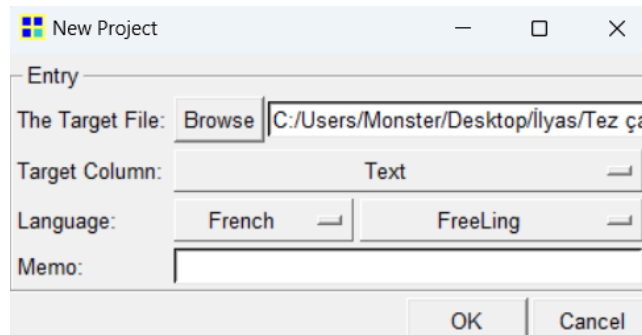 New Project
Entry
The Target File: Browse C:/Users/Monster/Desktop/İlyas/Tez ça
Target Column: Text
Language: French FreeLing
Memo:
OK Cancel